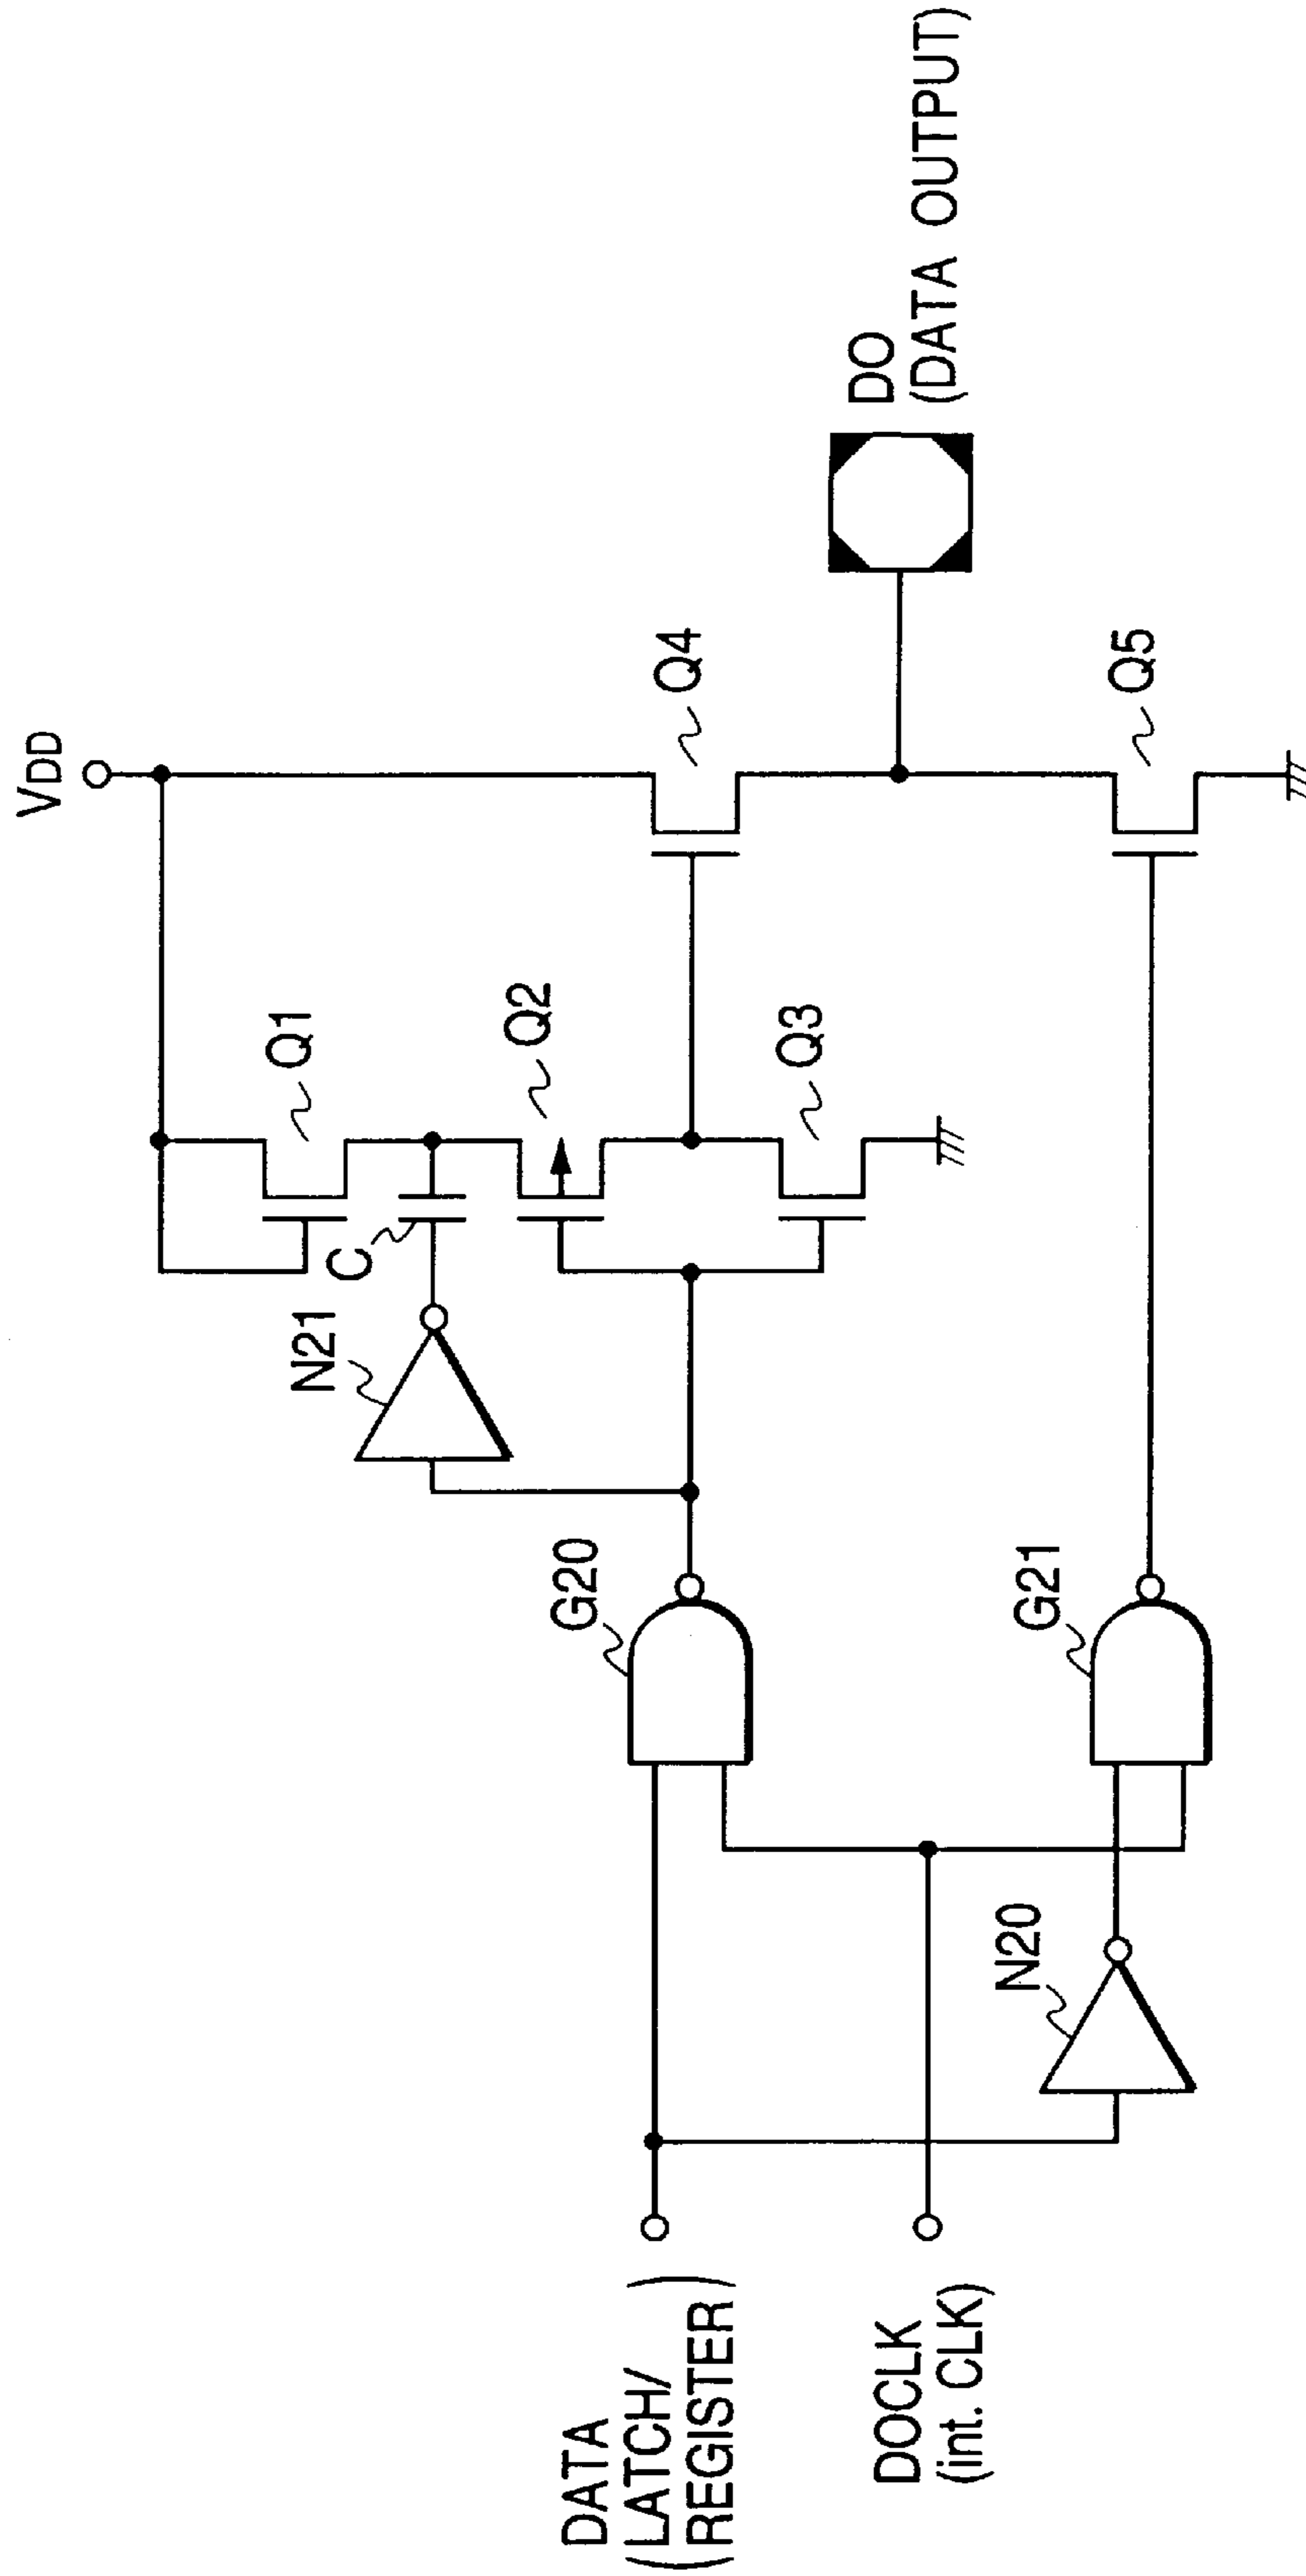 VDD
Q1
Q2
Q3
Q4
Q5
C
N21
G20
G21
N20
DO
(DATA OUTPUT)
DATA
(LATCH/
REGISTER)
DOCLK
(int. CLK)